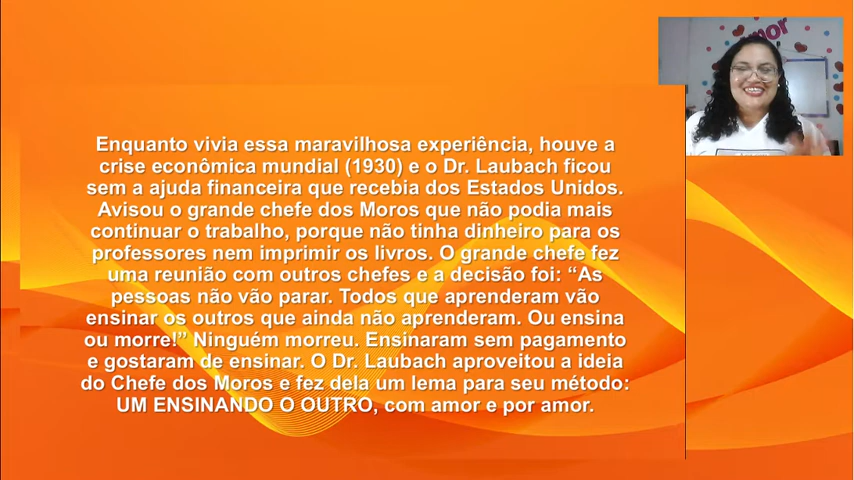 Enquanto vivia essa maravilhosa experiência, houve a
crise econômica mundial (1930) e o Dr. Laubach ficou
sem a ajuda financeira que recebia dos Estados Unidos.
Avisou o grande chefe dos Moros que não podia mais
continuar o trabalho, porque não tinha dinheiro para os
professores nem imprimir os livros. O grande chefe fez
uma reunião com outros chefes e a decisão foi: “As
pessoas não vão parar. Todos que aprenderam vão
ensinar os outros que ainda não aprenderam. Ou ensina
ou morre!” Ninguém morreu. Ensinaram sem pagamento
e gostaram de ensinar. O Dr. Laubach aproveitou a ideia
do Chefe dos Moros e fez dela um lema para seu método:
UM ENSINANDO O OUTRO, com amor e por amor.